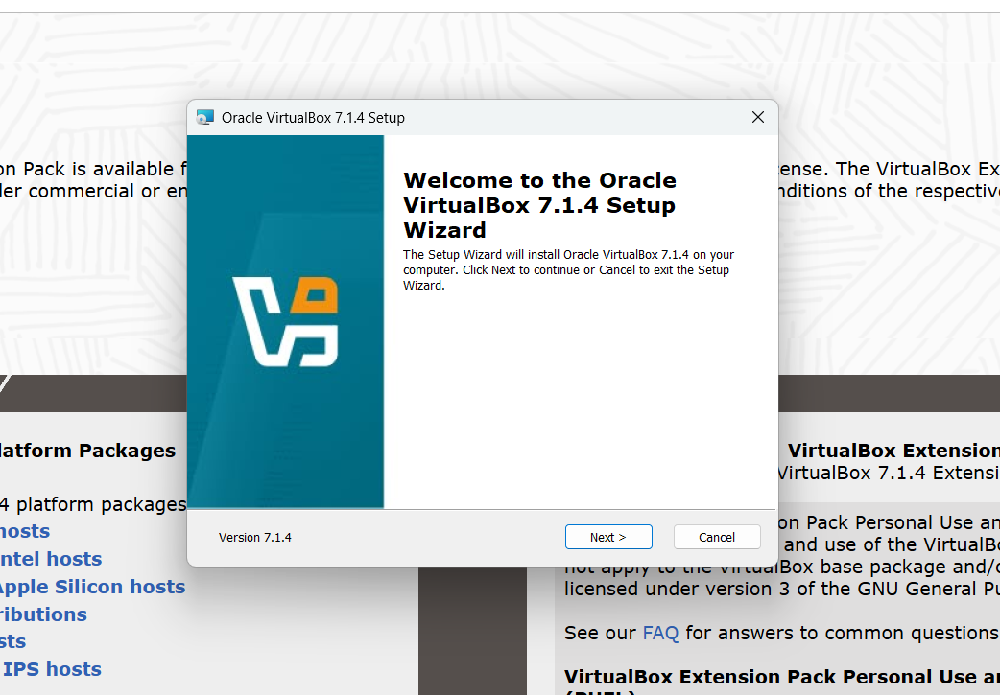 on Pack is available f
ense. The VirtualBox Ex
er commercial or en
nditions of the respective
Oracle VirtualBox 7.1.4 Setup
Welcome to the Oracle
VirtualBox 7.1.4 Setup
Wizard
The Setup Wizard will install Oracle VirtualBox 7.1.4 on your
computer. Click Next to continue or Cancel to exit the Setup
Wizard.
Version 7.1.4
Next >
Cancel
latform Packages
4 platform packages
hosts
ntel hosts
Apple Silicon hosts
ributions
sts
IPS hosts
VirtualBox Extension
VirtualBox 7.1.4 Extensi
on Pack Personal Use an
and use of the VirtualBo
not apply to the VirtualBox base package and/o
licensed under version 3 of the GNU General Pu
See our FAQ for answers to common questions
VirtualBox Extension Pack Personal Use an
(PUEL)